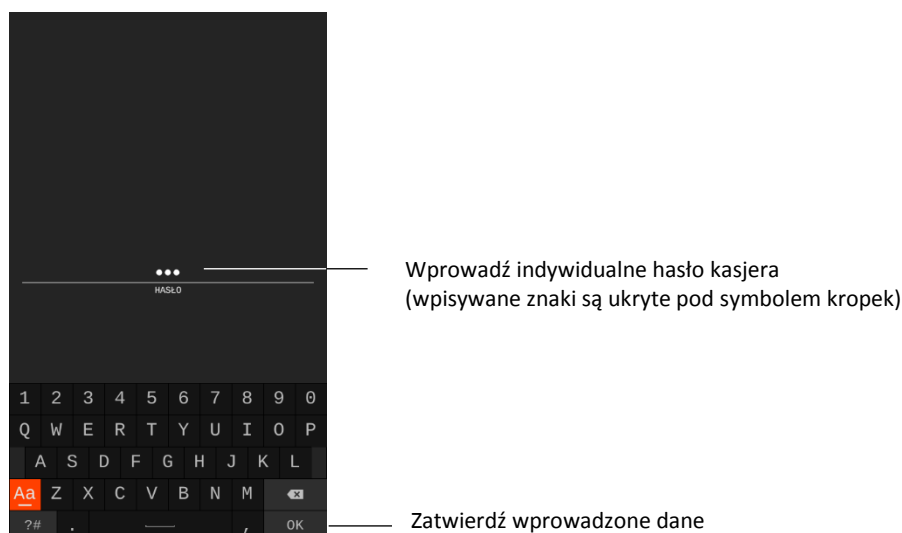 ●●●
Wprowadź indywidualne hasło kasjera
(wpisywane znaki są ukryte pod symbolem kropek)
HASŁO
1 2 3 4 5 6 7 8 9 0
Q W E R T Y U I O P
A S D F G H J K L
Aa Z X C V B N M
?# . , OK
Zatwierdź wprowadzone dane